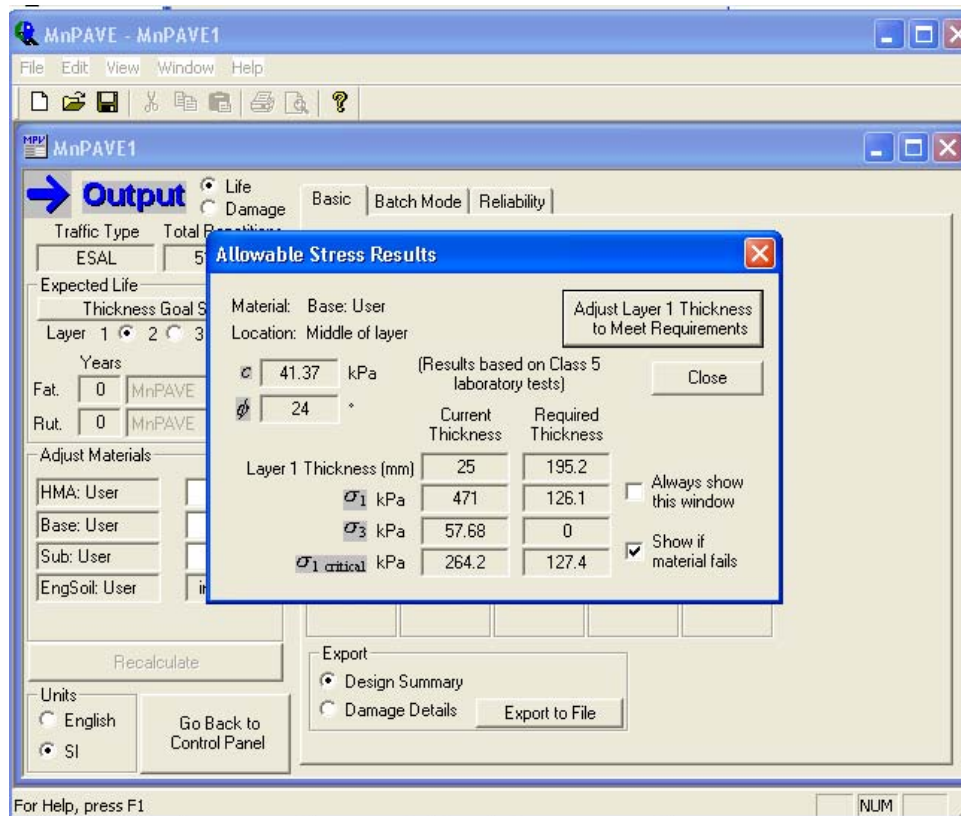 MnPAVE - MnPAVE1
File Edit View Window Help
MPV MnPAVE1
Output
Life
Damage
Basic Batch Mode Reliability
Traffic Type Total Repetitions
ESAL 5
Allowable Stress Results
Expected Life
Thickness Goal S
Layer 1 2 3
Years
Fat. 0 MnPAVE
Rut. 0 MnPAVE
Adjust Materials
HMA: User
Base: User
Sub: User
EngSoil: User
Material: Base: User
Location: Middle of layer
Adjust Layer 1 Thickness
to Meet Requirements
Close
c 41.37 kPa
ϕ 24 °
(Results based on Class 5
laboratory tests)
Current
Thickness
Required
Thickness
Layer 1 Thickness (mm) 25 195.2
σ1 kPa 471 126.1
σ3 kPa 57.68 0
σ1 critical kPa 264.2 127.4
Always show
this window
Show if
material fails
Recalculate
Units
English
SI
Go Back to
Control Panel
Export
Design Summary
Damage Details
Export to File
For Help, press F1
NUM